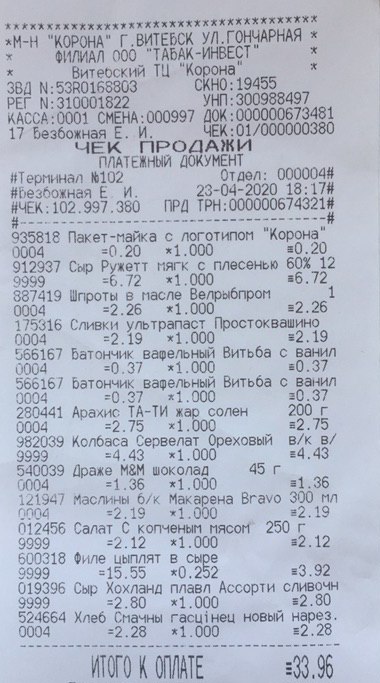 ************************************
*М-Н "КОРОНА" Г.ВИТЕБСК УЛ.ГОНЧАРНАЯ *
* ФИЛИАЛ ООО "ТАБАК-ИНВЕСТ" *
* Витебский ТЦ "Корона" *
ЗВД N:53R0168803 СКНО:19455
РЕГ N:310001822 УНП:300988497
КАССА:0001 СМЕНА:000997 ДОК:000000673481
17 Безбожная Е. И. ЧЕК:01/000000380
ЧЕК ПРОДАЖИ
ПЛАТЕЖНЫЙ ДОКУМЕНТ
#Терминал №102 Отдел: 000004#
#Безбожная Е. И. 23-04-2020 18:17#
#ЧЕК:102.997.380 ПРД ТРН:000000674321#
#--------------------------------------#
935818 Пакет-майка с логотипом "Корона"
0004 =0.20 *1.000 ≡0.20
912937 Сыр Ружетт мягк с плесенью 60% 12
9999 =6.72 *1.000 ≡6.72
887419 Шпроты в масле Велрыбпром 1
0004 =2.26 *1.000 ≡2.26
175316 Сливки ультрапаст Простоквашино
0004 =2.19 *1.000 ≡2.19
566167 Батончик вафельный Витьба с ванил
0004 =0.37 *1.000 ≡0.37
566167 Батончик вафельный Витьба с ванил
0004 =0.37 *1.000 ≡0.37
280441 Арахис ТА-ТИ жар солен 200 г
0004 =2.75 *1.000 ≡2.75
982039 Колбаса Сервелат Ореховый в/к в/
9999 =4.43 *1.000 ≡4.43
540039 Драже M&M шоколад 45 г
0004 =1.36 *1.000 ≡1.36
121947 Маслины б/к Макарена Bravo 300 мл
0004 =2.19 *1.000 ≡2.19
012456 Салат С копченым мясом 250 г
9999 =2.12 *1.000 ≡2.12
600318 Филе цыплят в сыре
9999 =15.55 *0.252 ≡3.92
019396 Сыр Хохланд плавл Ассорти сливочн
9999 =2.80 *1.000 ≡2.80
524664 Хлеб Смачны гасцiнец новый нарез.
0004 =2.28 *1.000 ≡2.28
----------------------------------------
ИТОГО К ОПЛАТЕ ≡33.96